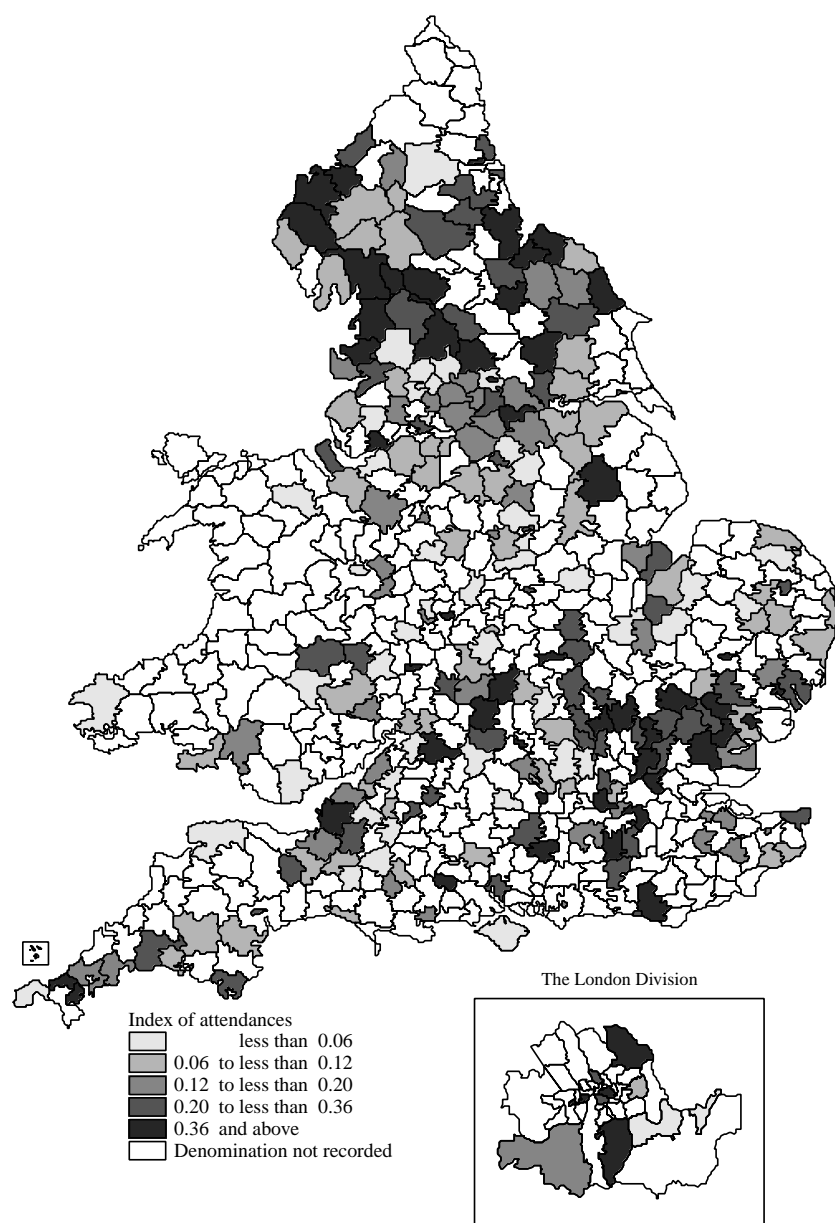 The London Division
Index of attendances
less than 0.06
0.06 to less than 0.12
0.12 to less than 0.20
0.20 to less than 0.36
0.36 and above
Denomination not recorded